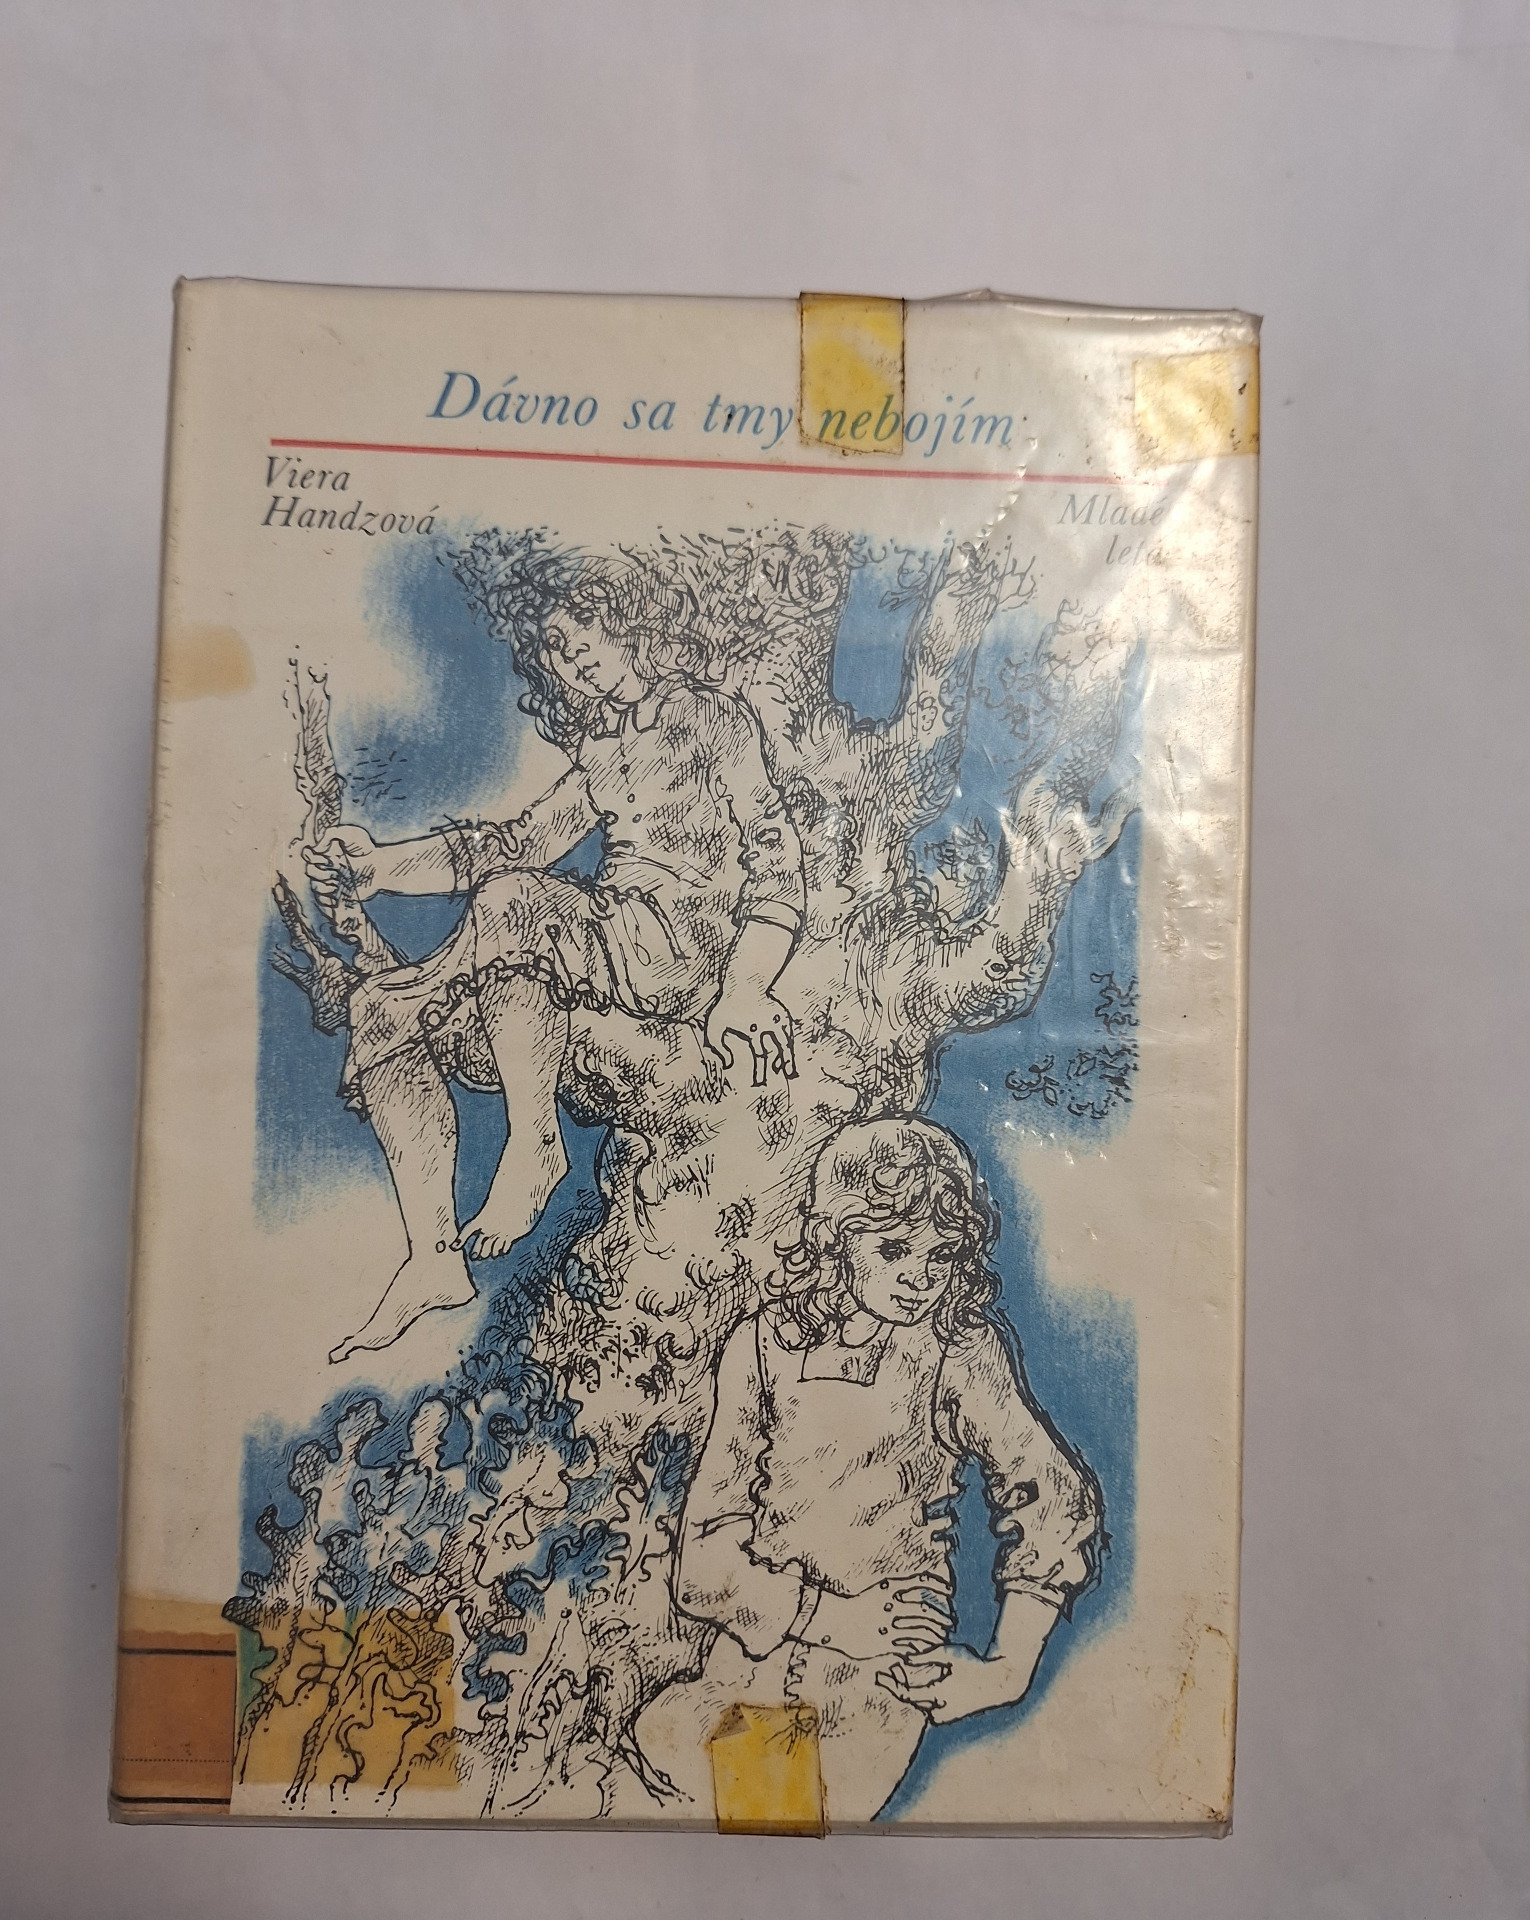 Dávno sa tmy nebojím
Viera
Handzová
Mladé
letá